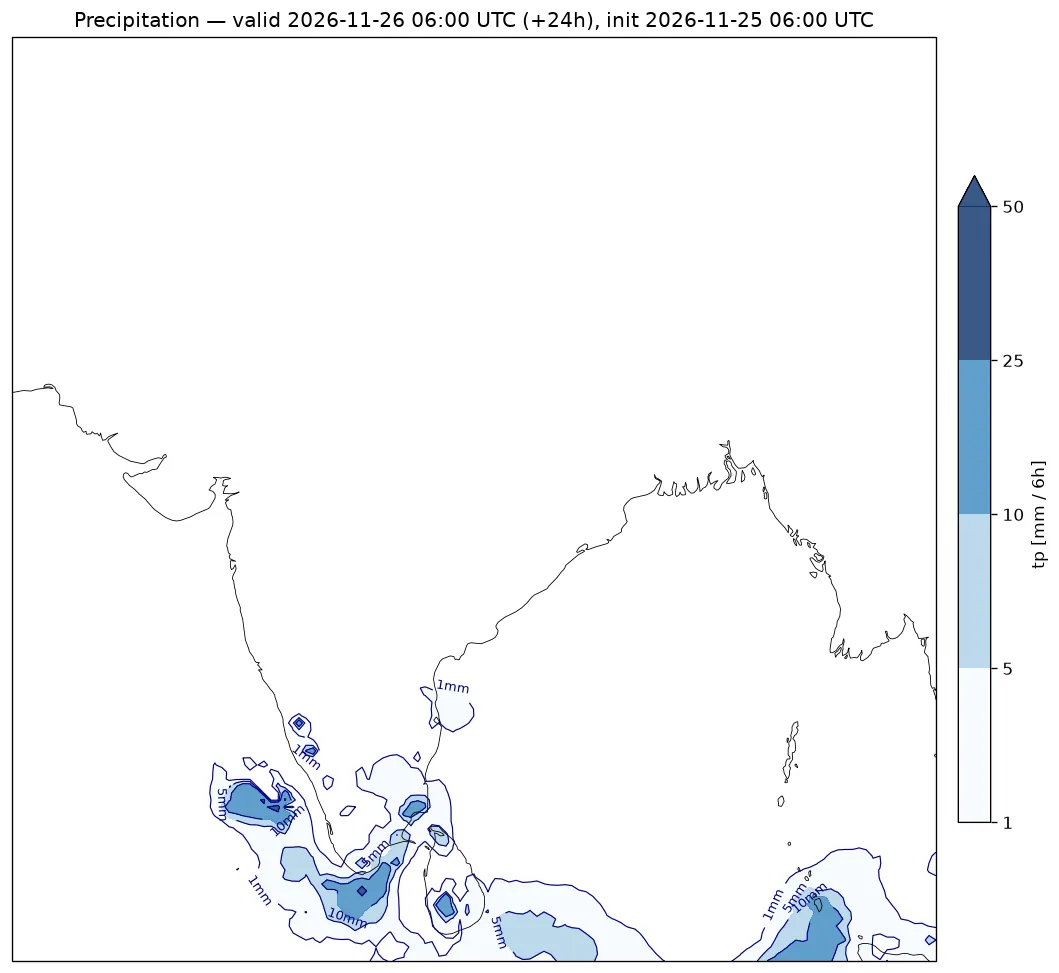 Precipitation — valid 2026-11-26 06:00 UTC (+24h), init 2026-11-25 06:00 UTC
50
25
10
5
1
tp [mm / 6h]
1mm
1mm
5mm
10mm
5mm
1mm
10mm
5mm
1mm
5mm
10mm